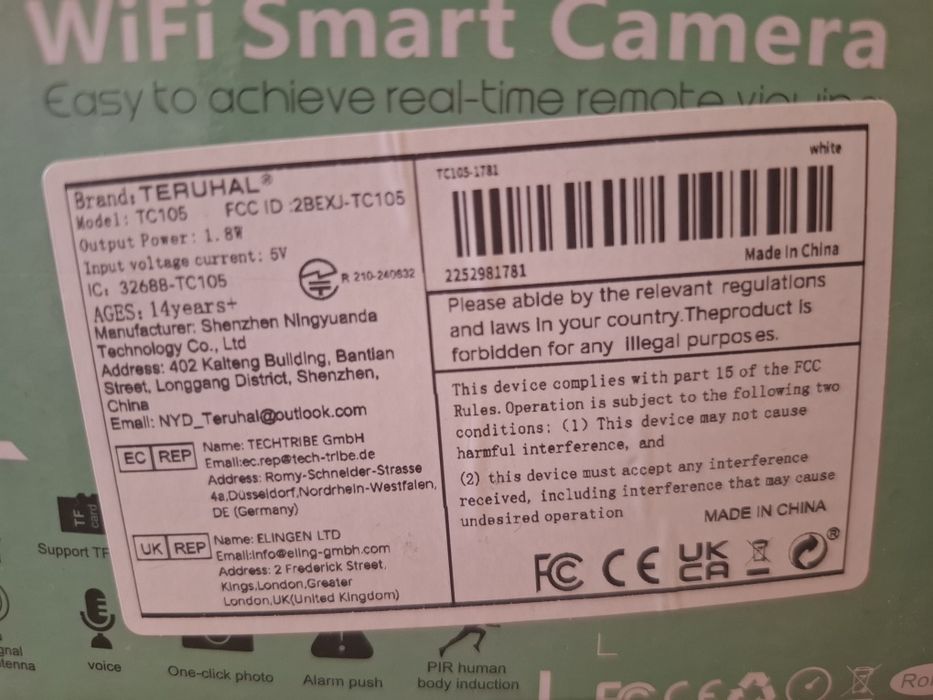 WiFi Smart Camera
Easy to achieve real-time remote viewing
Brand: TERUHAL®
Model: TC105 FCC ID :2BEXJ-TC105
Output Power: 1.8W
Input voltage current: 5V
IC: 32688-TC105
R 210-240632
AGES: 14years+
Manufacturer: Shenzhen Ningyuanda
Technology Co., Ltd
Address: 402 Kaiteng Building, Bantian
Street, Longgang District, Shenzhen,
China
Email: NYD_Teruhal@outlook.com
EC REP
Name: TECHTRIBE GmbH
Email:ec.rep@tech-tribe.de
Address: Romy-Schneider-Strasse
4a,Düsseldorf,Nordrhein-Westfalen,
DE (Germany)
UK REP
Name: ELINGEN LTD
Email:info@eling-gmbh.com
Address: 2 Frederick Street,
Kings,London,Greater
London,UK(United Kingdom)
TC105-1781
white
Made In China
2252981781
Please abide by the relevant regulations
and laws in your country.Theproduct is
forbidden for any illegal purposes.
This device complies with part 15 of the FCC
Rules. Operation is subject to the following two
conditions: (1) This device may not cause
harmful interference, and
(2) this device must accept any interference
received, including interference that may cause
undesired operation
MADE IN CHINA
FC CE UK CA ®
TF card
Support TF
voice
One-click photo
Alarm push
PIR human
body induction